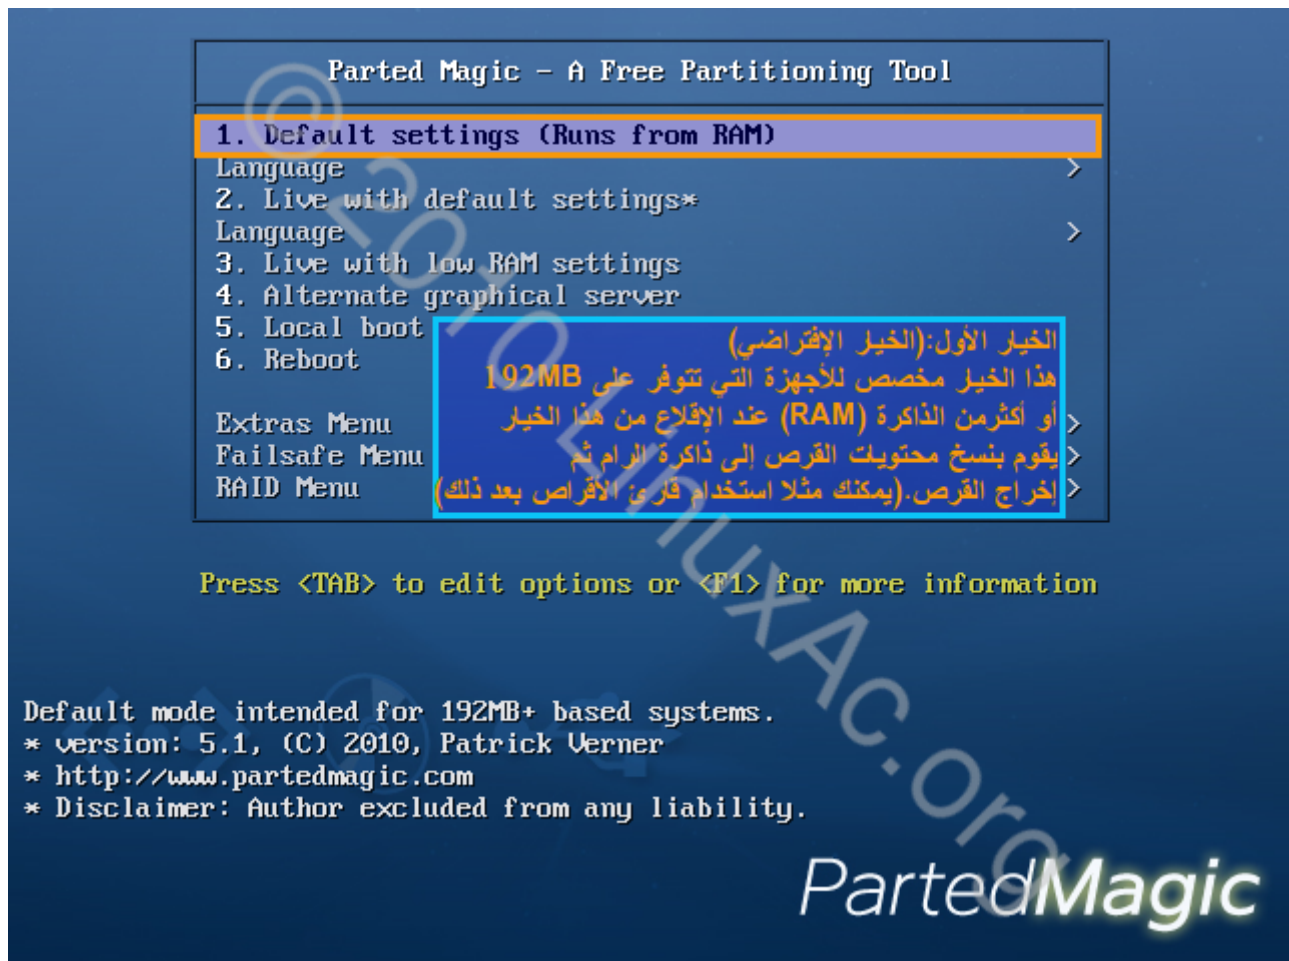 Parted Magic - A Free Partitioning Tool
1. Default settings (Runs from RAM)
Language >
2. Live with default settings*
Language >
3. Live with low RAM settings
4. Alternate graphical server
5. Local boot
6. Reboot
Extras Menu >
Failsafe Menu >
RAID Menu >
الخيار الأول:(الخيار الإفتراضي)
هذا الخيار مخصص للأجهزة التي تتوفر على 192MB
أو أكثرمن الذاكرة (RAM) عند الإقلاع من هذا الخيار
يقوم بنسخ محتويات القرص إلى ذاكرة الرام ثم
إخراج القرص.(يمكنك مثلا استخدام قارئ الأقراص بعد ذلك)
Press <TAB> to edit options or <F1> for more information
Default mode intended for 192MB+ based systems.
* version: 5.1, (C) 2010, Patrick Verner
* http://www.partedmagic.com
* Disclaimer: Author excluded from any liability.
PartedMagic
© 2010 LinuxAc.org